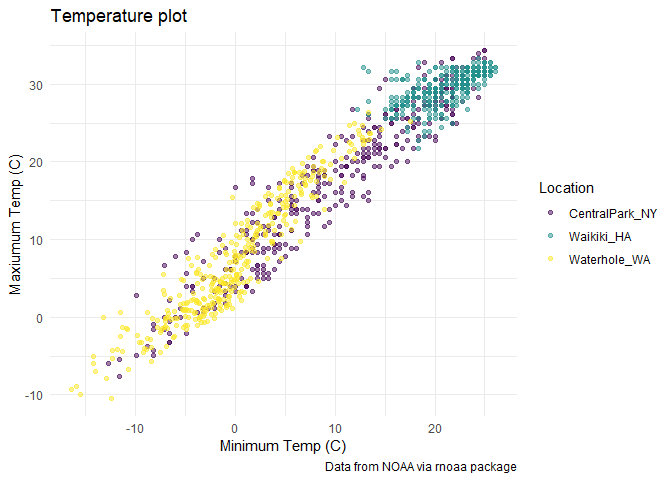 Temperature plot
30
20
10
0
-10
-10
0
10
20
Maxiumum Temp (C)
Minimum Temp (C)
Location
CentralPark_NY
Waikiki_HA
Waterhole_WA
Data from NOAA via rnoaa package